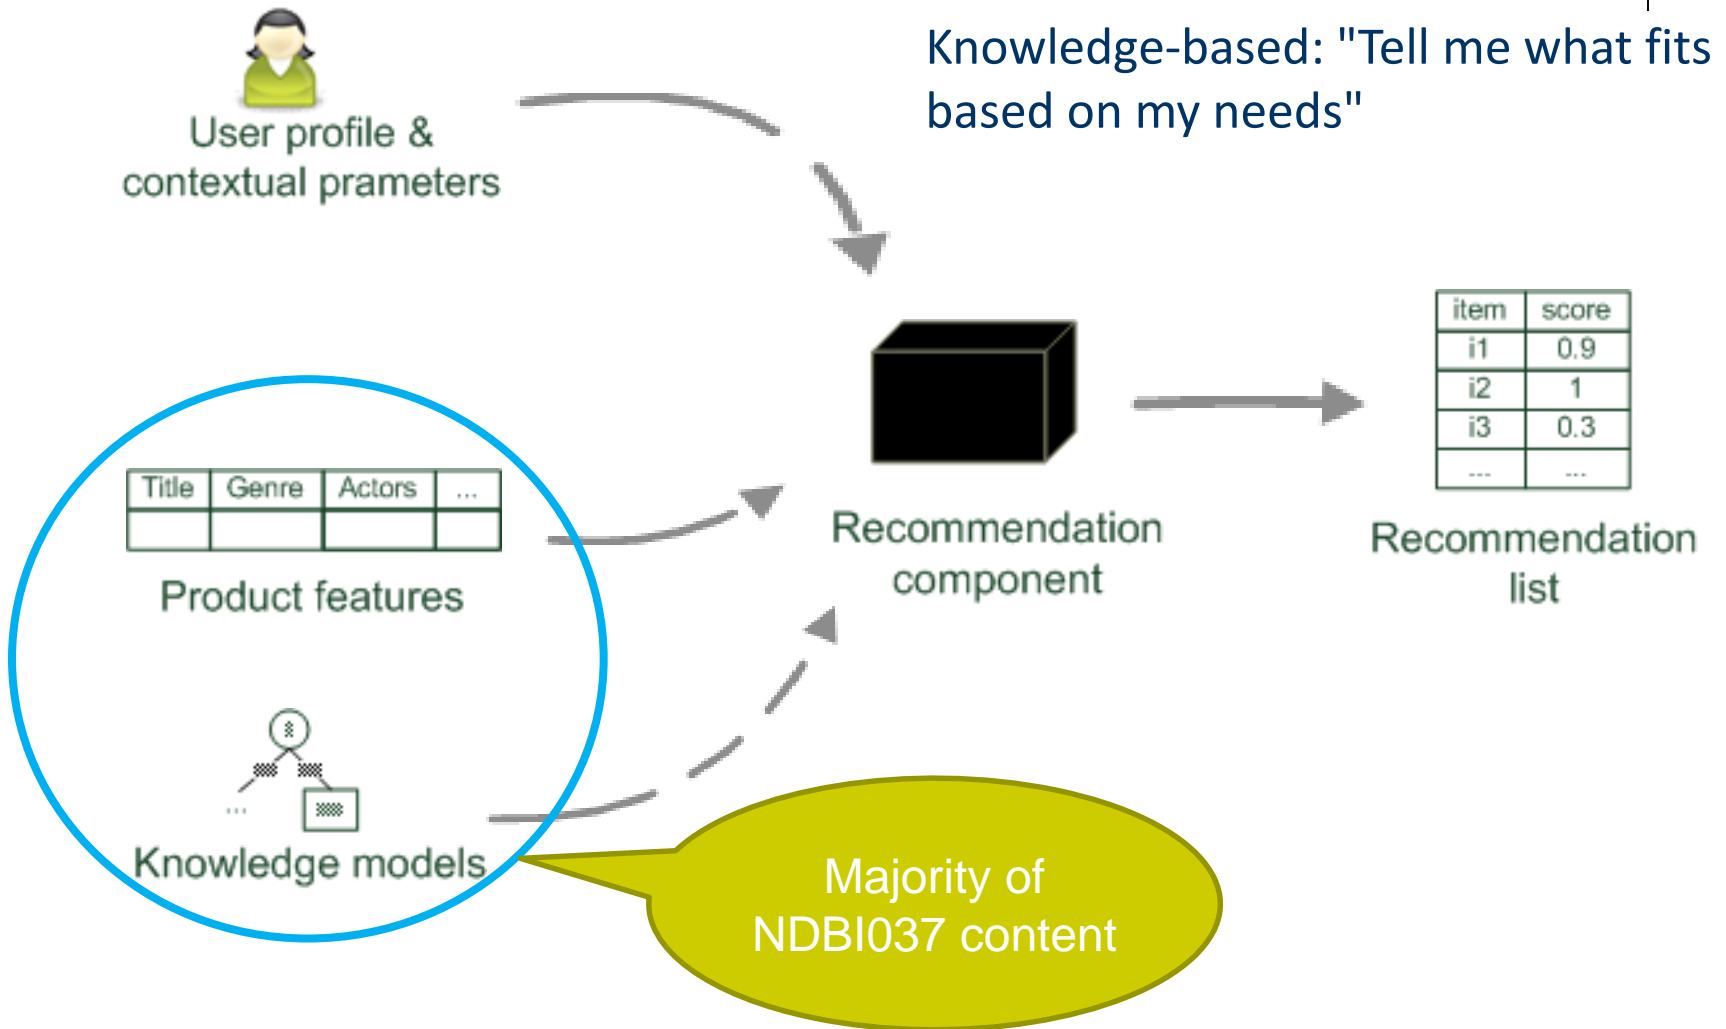 Knowledge-based: "Tell me what fits
based on my needs"
User profile &
contextual prameters
item score
i1 0.9
i2 1
i3 0.3
... ...
Title Genre Actors ...
Product features
Recommendation
component
Recommendation
list
...
Knowledge models
Majority of
NDBI037 content